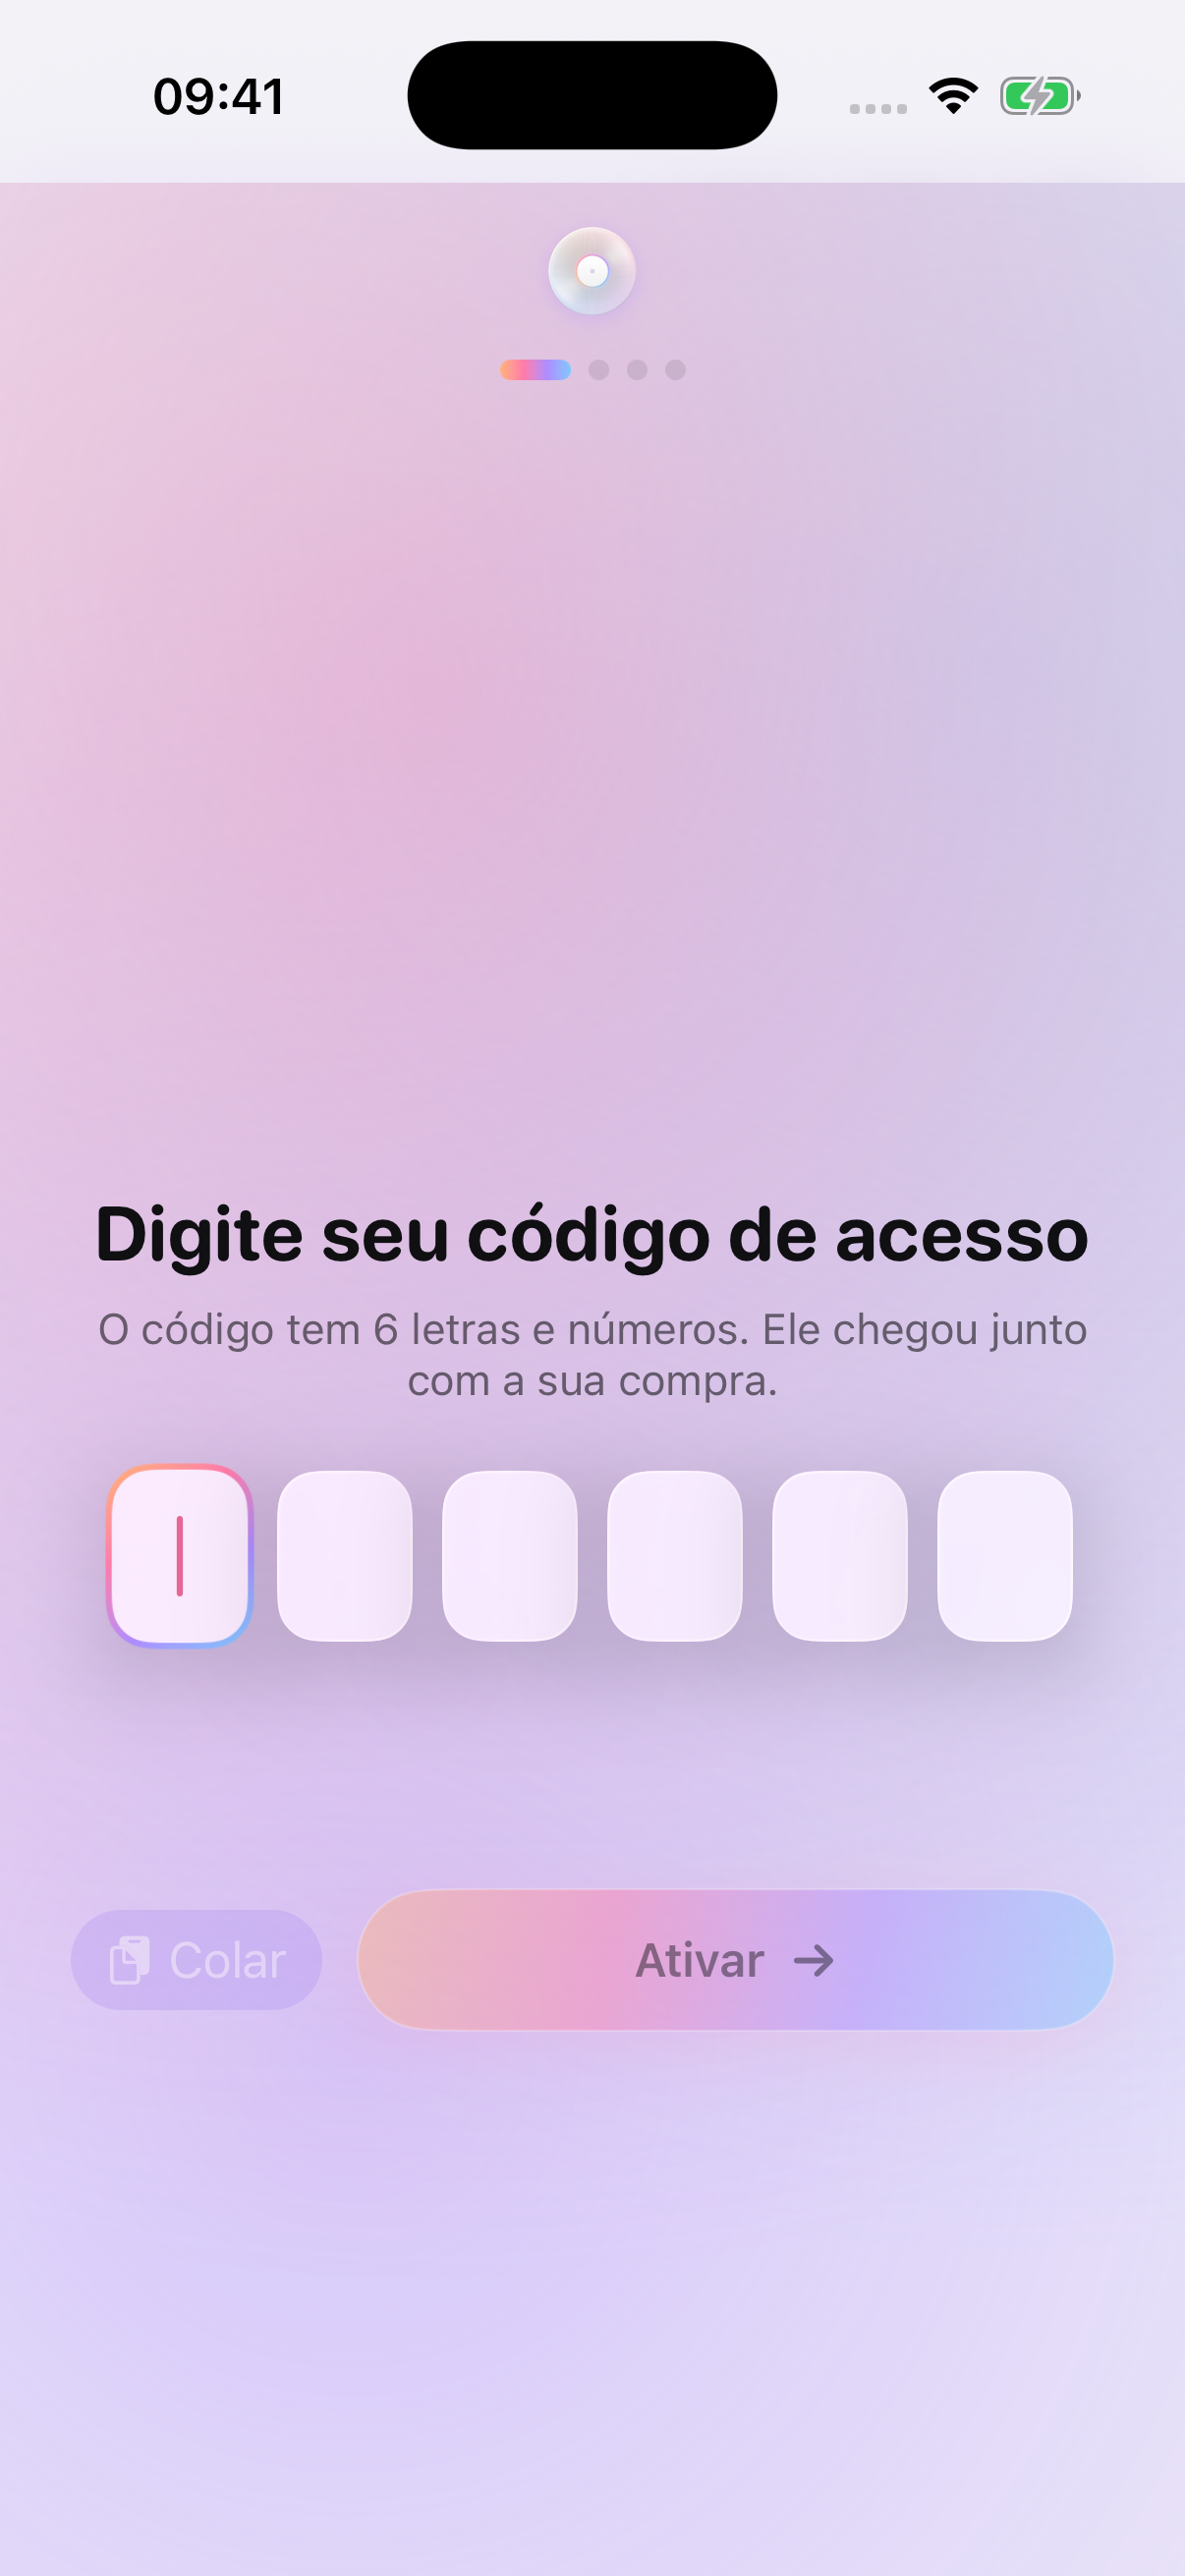 09:41
Digite seu código de acesso
O código tem 6 letras e números. Ele chegou junto
com a sua compra.
Colar
Ativar →